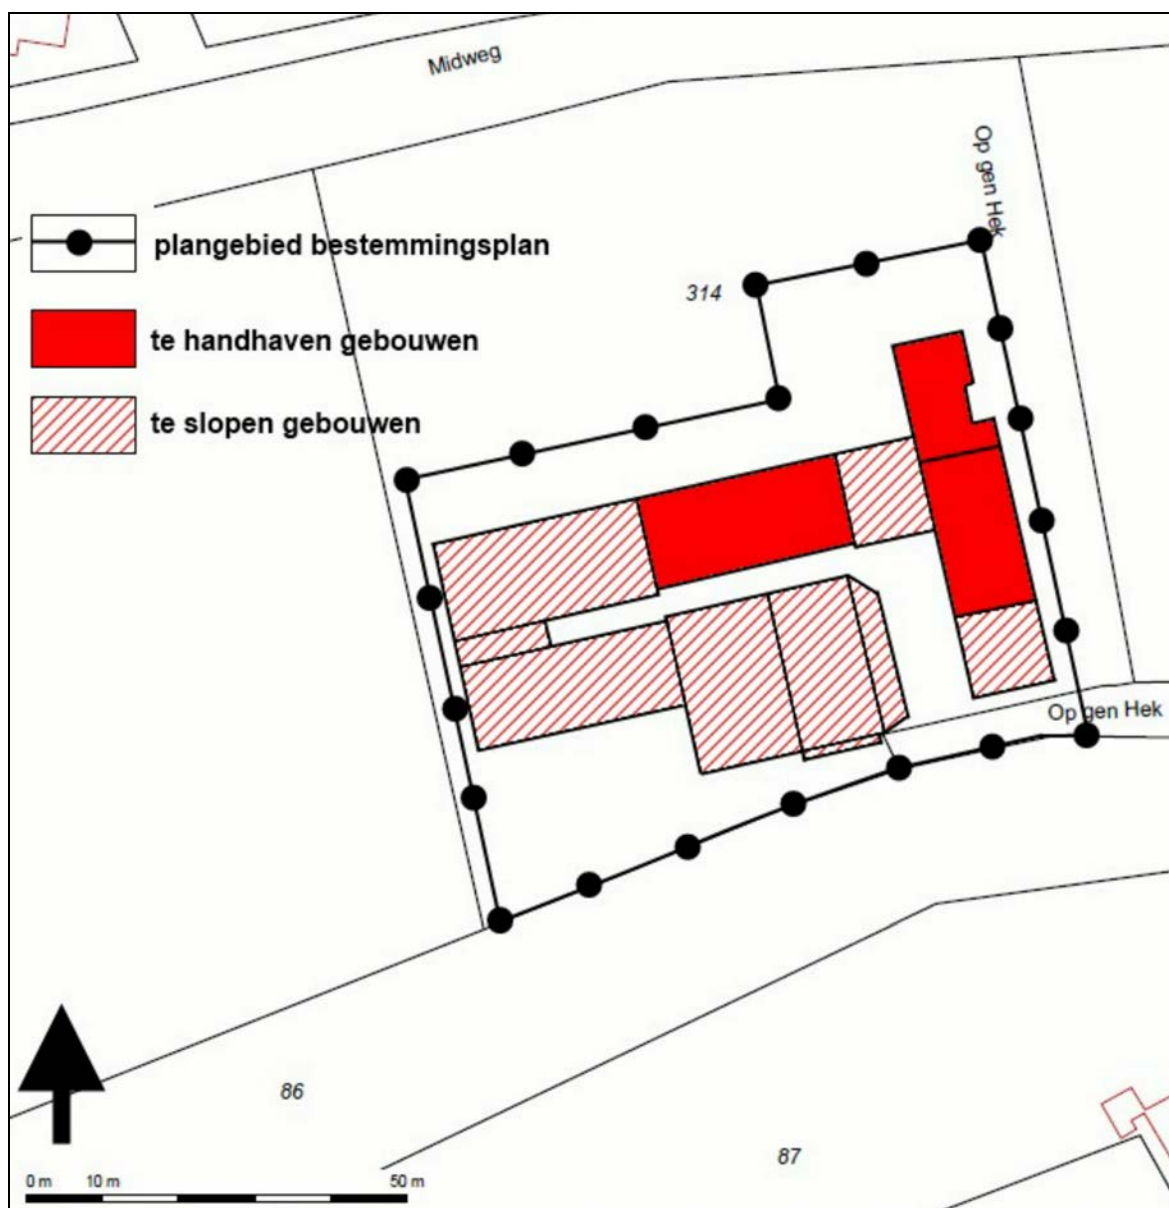 Midweg
Op gen Hek
plangebied bestemmingsplan
314
te handhaven gebouwen
te slopen gebouwen
Op gen Hek
86
87
0 m 10 m 50 m